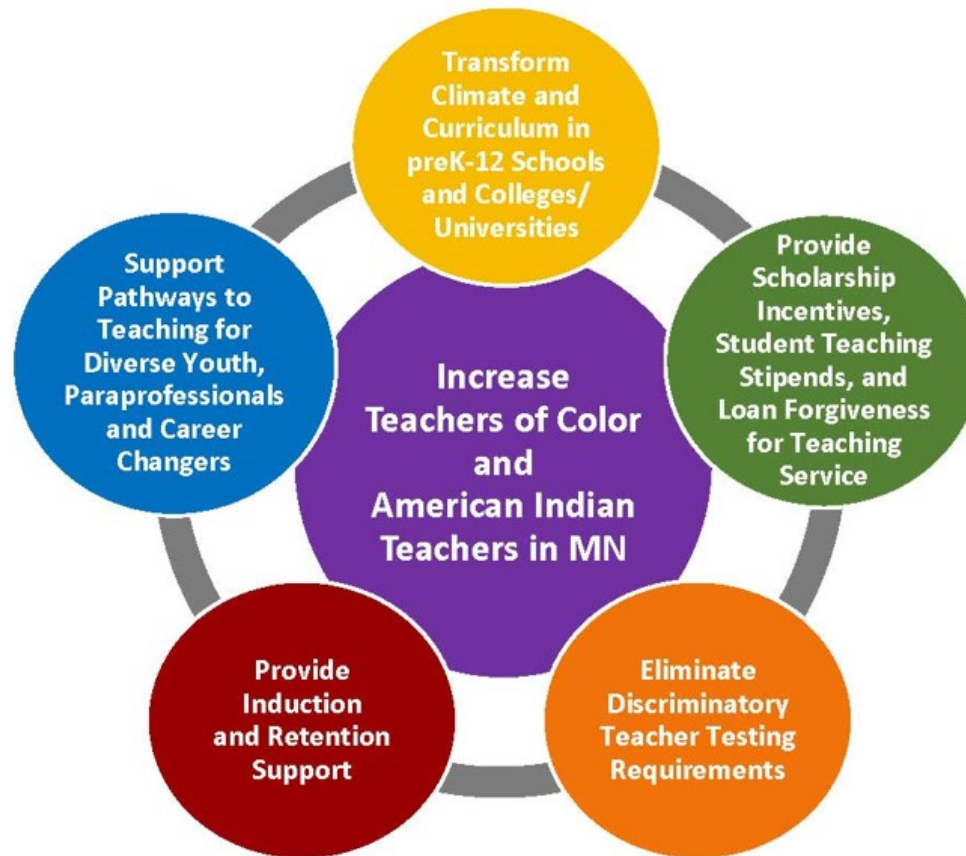 Transform
Climate and
Curriculum in
preK-12 Schools
and Colleges/
Universities
Provide
Scholarship
Incentives,
Student Teaching
Stipends, and
Loan Forgiveness
for Teaching
Service
Eliminate
Discriminatory
Teacher Testing
Requirements
Provide
Induction
and Retention
Support
Support
Pathways to
Teaching for
Diverse Youth,
Paraprofessionals
and Career
Changers
Increase
Teachers of Color
and
American Indian
Teachers in MN